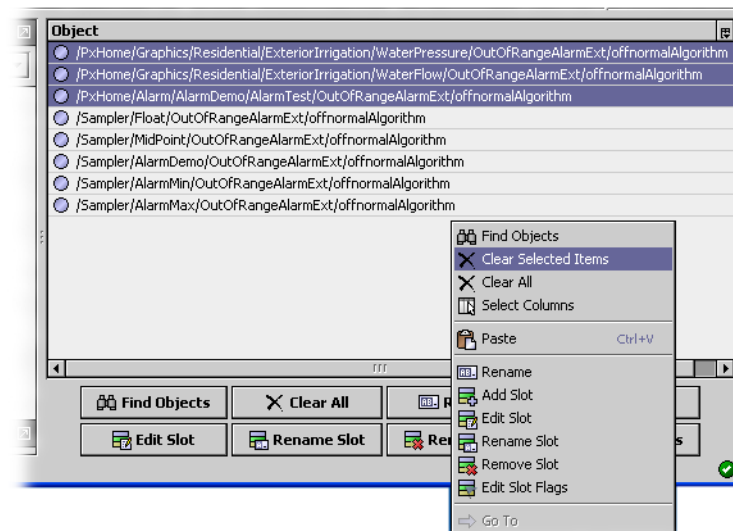 Object
/PxHome/Graphics/Residential/ExteriorIrrigation/WaterPressure/OutOfRangeAlarmExt/offnormalAlgorithm
/PxHome/Graphics/Residential/ExteriorIrrigation/WaterFlow/OutOfRangeAlarmExt/offnormalAlgorithm
/PxHome/Alarm/AlarmDemo/AlarmTest/OutOfRangeAlarmExt/offnormalAlgorithm
/Sampler/Float/OutOfRangeAlarmExt/offnormalAlgorithm
/Sampler/MidPoint/OutOfRangeAlarmExt/offnormalAlgorithm
/Sampler/AlarmDemo/OutOfRangeAlarmExt/offnormalAlgorithm
/Sampler/AlarmMin/OutOfRangeAlarmExt/offnormalAlgorithm
/Sampler/AlarmMax/OutOfRangeAlarmExt/offnormalAlgorithm
Find Objects
Clear Selected Items
Clear All
Select Columns
Paste Ctrl+V
Rename
Add Slot
Edit Slot
Rename Slot
Remove Slot
Edit Slot Flags
Go To
Find Objects Clear All
Edit Slot Rename Slot